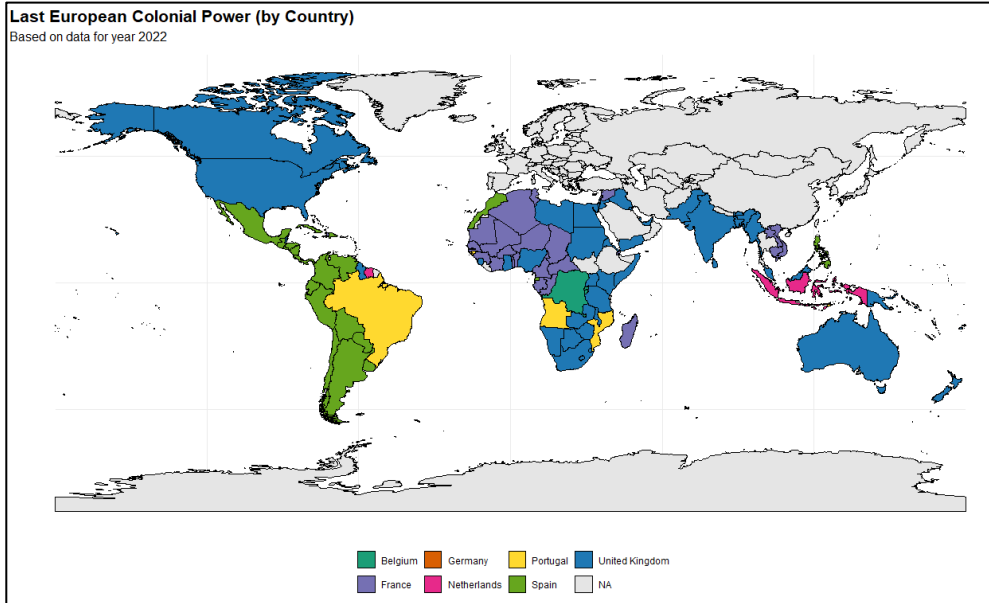 Last European Colonial Power (by Country)
Based on data for year 2022
Belgium Germany Portugal United Kingdom
France Netherlands Spain NA